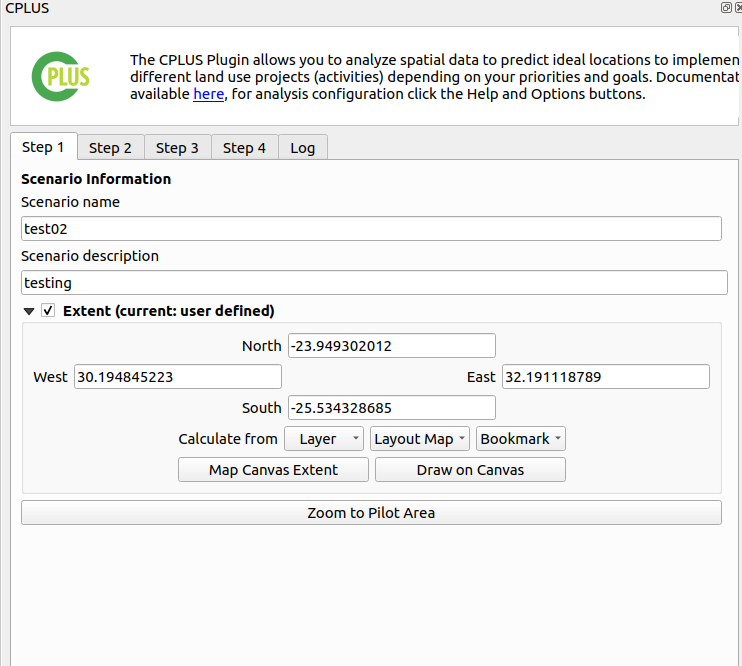 CPLUS
CPLUS
The CPLUS Plugin allows you to analyze spatial data to predict ideal locations to implemen
different land use projects (activities) depending on your priorities and goals. Documentat
available here, for analysis configuration click the Help and Options buttons.
Step 1 Step 2 Step 3 Step 4 Log
Scenario Information
Scenario name
test02
Scenario description
testing
Extent (current: user defined)
North -23.949302012
West 30.194845223 East 32.191118789
South -25.534328685
Calculate from Layer Layout Map Bookmark
Map Canvas Extent Draw on Canvas
Zoom to Pilot Area